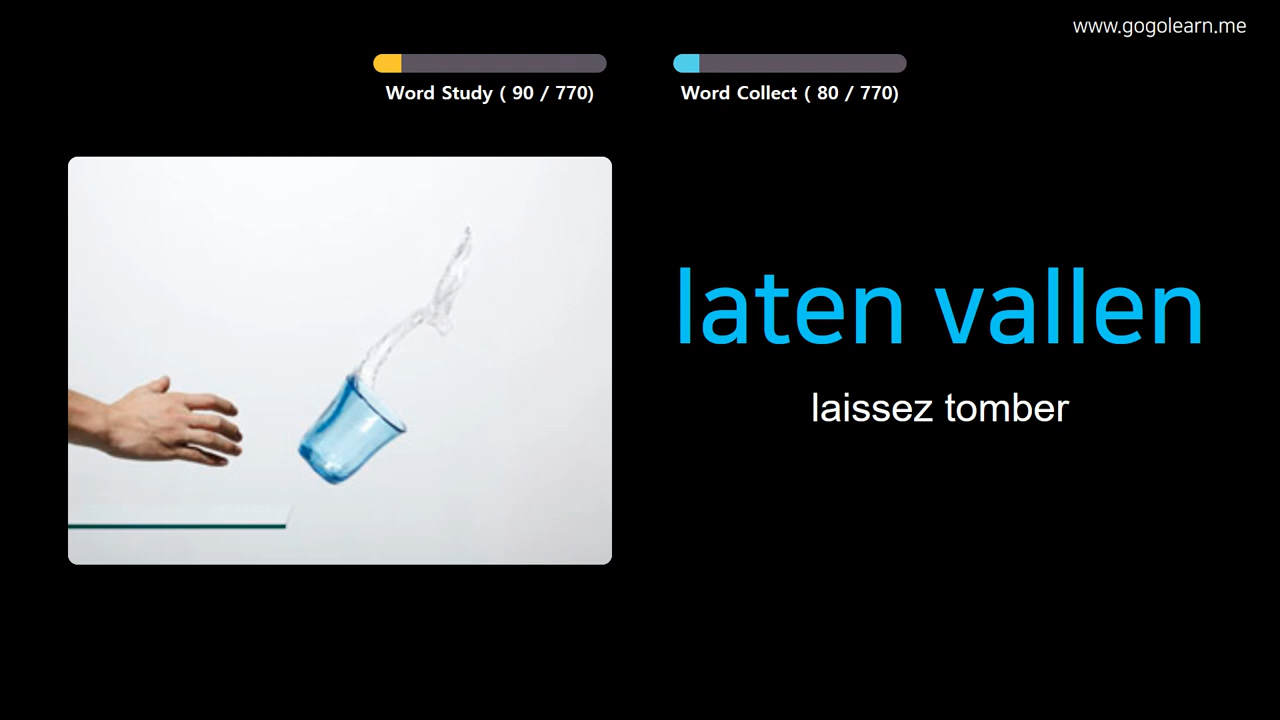 www.gogolearn.me
Word Study ( 90 / 770)
Word Collect ( 80 / 770)
laten vallen
laissez tomber